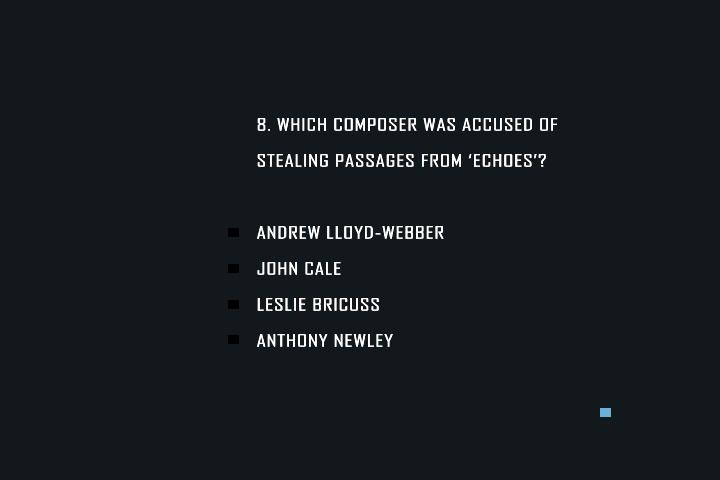 8. WHICH COMPOSER WAS ACCUSED OF
STEALING PASSAGES FROM ‘ECHOES’?
ANDREW LLOYD-WEBBER
JOHN CALE
LESLIE BRICUSS
ANTHONY NEWLEY